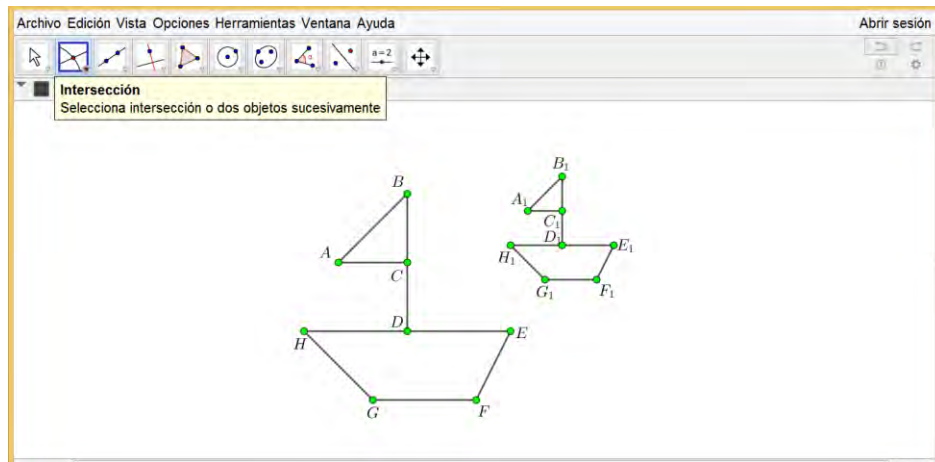 Archivo Edición Vista Opciones Herramientas Ventana Ayuda
Abrir sesión
a=2
Intersección
Selecciona intersección o dos objetos sucesivamente
B
A
C
D
H
E
G
F
B₁
A₁
C₁
D₁
H₁
E₁
G₁
F₁